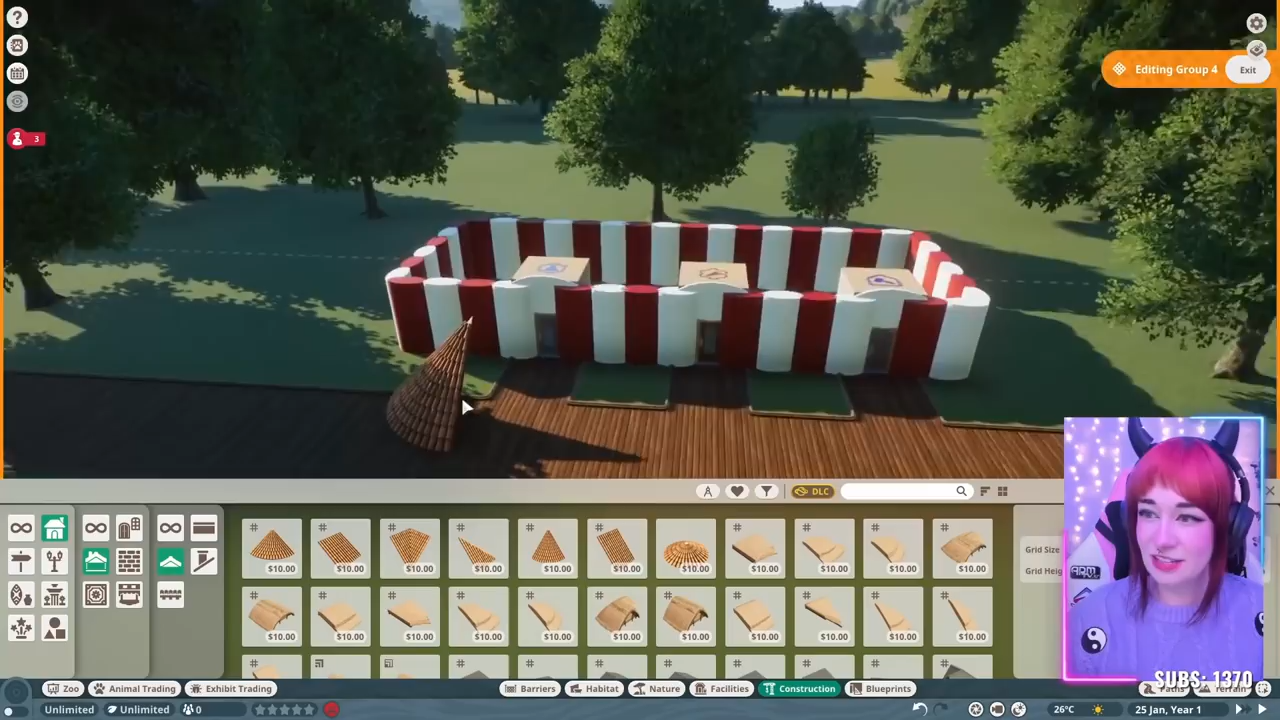 ?
Editing Group 4
Exit
3
DLC
$10.00 $10.00 $10.00 $10.00 $10.00 $10.00 $10.00 $10.00 $10.00 $10.00 $10.00
Grid Size
$10.00 $10.00 $10.00 $10.00 $10.00 $10.00 $10.00 $10.00 $10.00 $10.00 $10.00
SUBS: 1370
Zoo Animal Trading Exhibit Trading Barriers Habitat Nature Facilities Construction Blueprints Paths Terrain
Unlimited Unlimited 0 26°C 25 Jan, Year 1